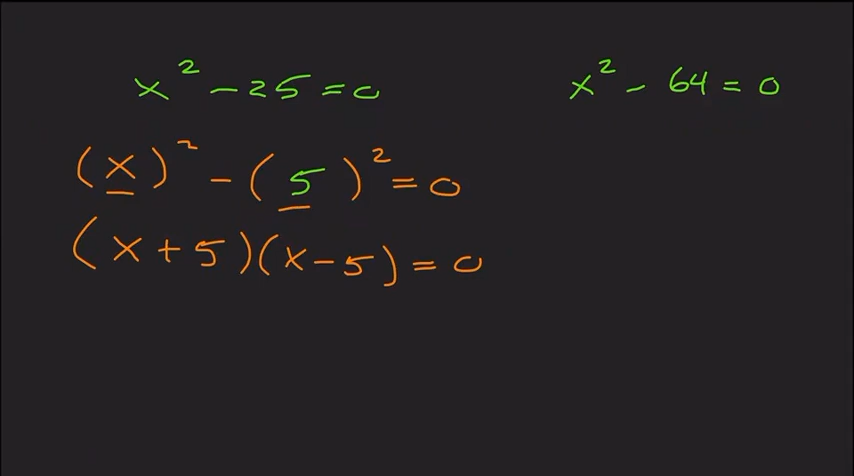 x² - 25 = 0
x² - 64 = 0
(x)² - (5)² = 0
(x + 5)(x - 5) = 0